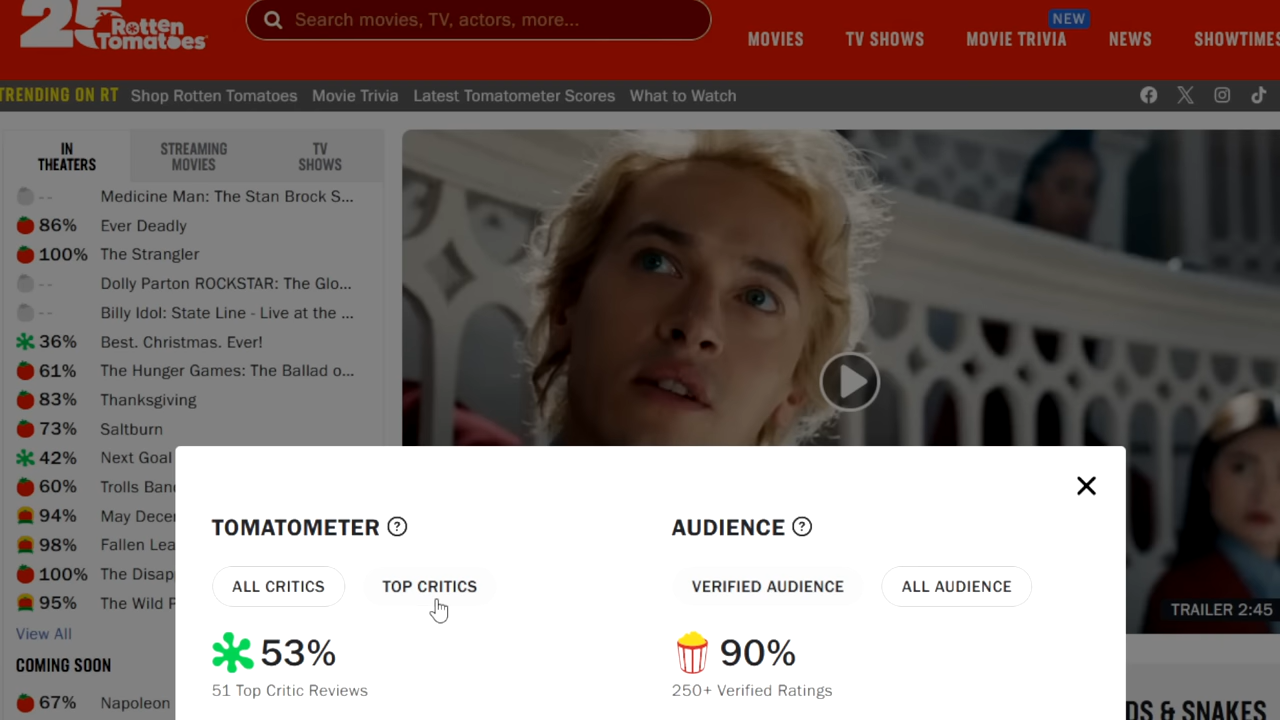 25 Rotten
Tomatoes
Search movies, TV, actors, more...
NEW
MOVIES TV SHOWS MOVIE TRIVIA NEWS SHOWTIMES
TRENDING ON RT Shop Rotten Tomatoes Movie Trivia Latest Tomatometer Scores What to Watch
IN
THEATERS
STREAMING
MOVIES
TV
SHOWS
-- Medicine Man: The Stan Brock S...
86% Ever Deadly
100% The Strangler
-- Dolly Parton ROCKSTAR: The Glo...
-- Billy Idol: State Line - Live at the ...
36% Best. Christmas. Ever!
61% The Hunger Games: The Ballad o...
83% Thanksgiving
73% Saltburn
42% Next Goal
60% Trolls Ban
94% May Dece
98% Fallen Lea
100% The Disap
95% The Wild
View All
COMING SOON
67% Napoleon
TOMATOMETER ?
ALL CRITICS TOP CRITICS
53%
51 Top Critic Reviews
AUDIENCE ?
VERIFIED AUDIENCE ALL AUDIENCE
90%
250+ Verified Ratings
TRAILER 2:45
DS & SNAKES